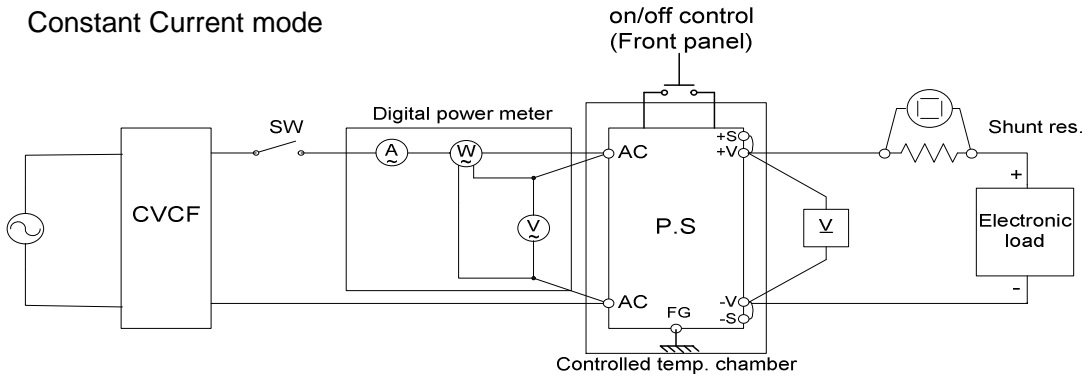 Constant Current mode
on/off control
(Front panel)
Digital power meter
SW
A
W
V
CVCF
AC
AC
P.S
+S
+V
-V
-S
FG
V
Shunt res.
+
Electronic
load
-
Controlled temp. chamber